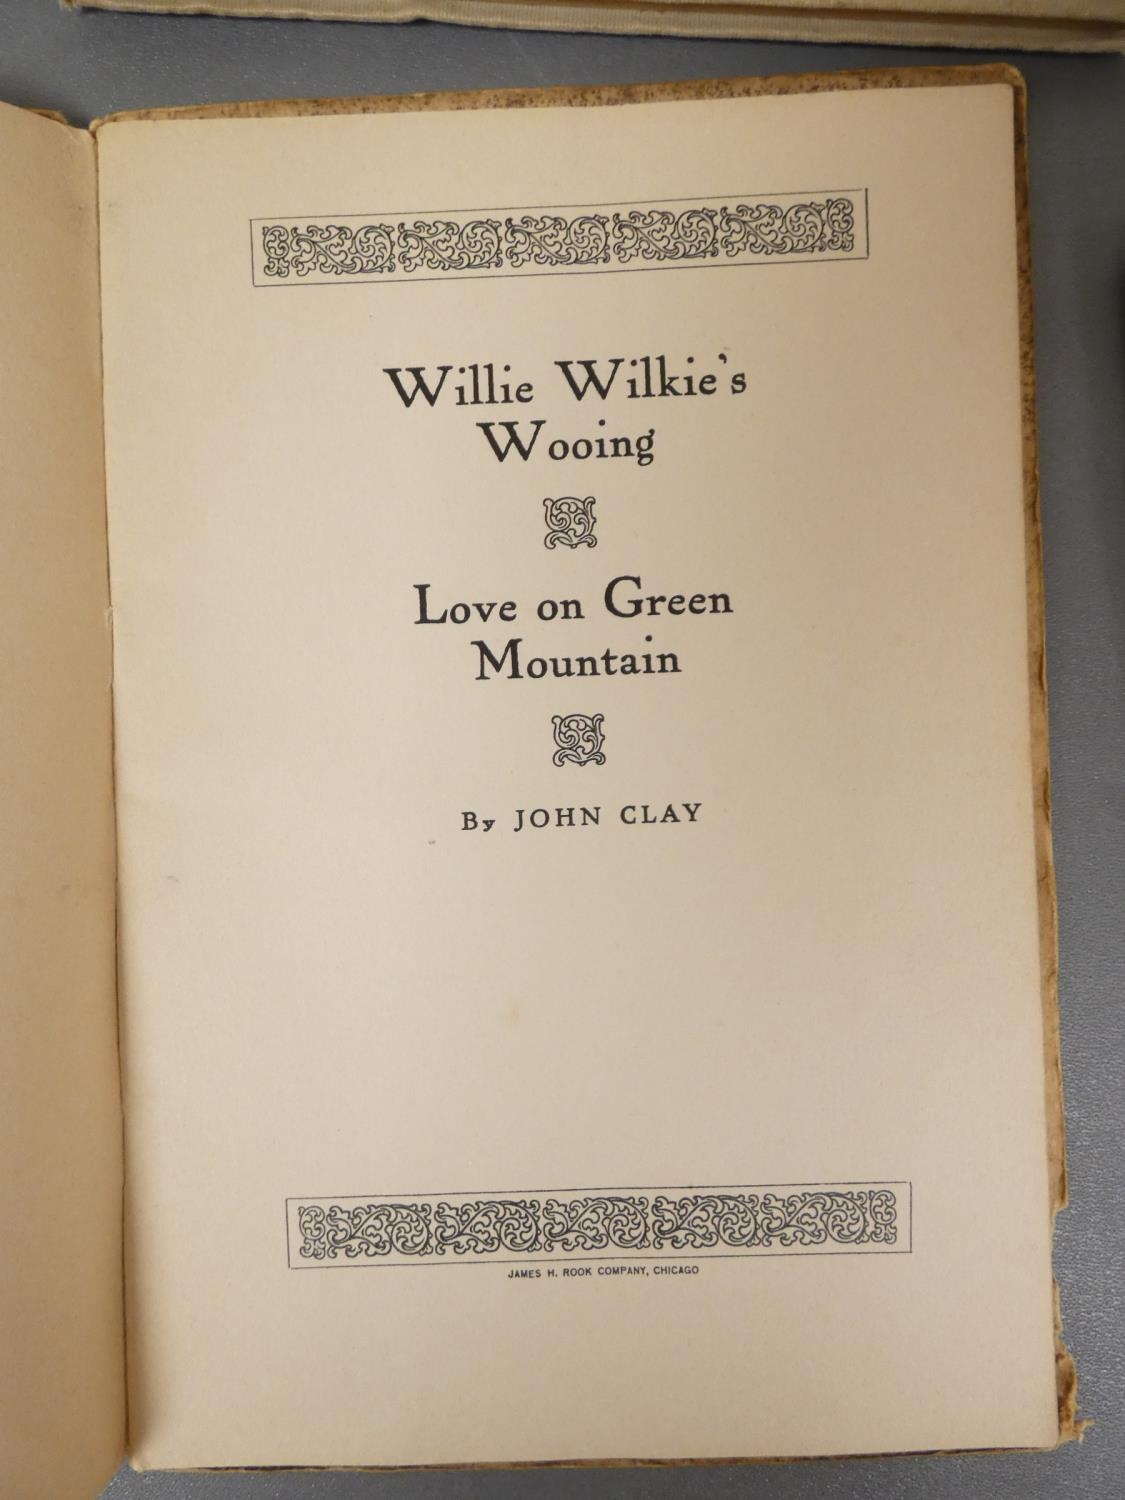 Willie Wilkie's
Wooing
Love on Green
Mountain
By JOHN CLAY
JAMES H. ROOK COMPANY, CHICAGO